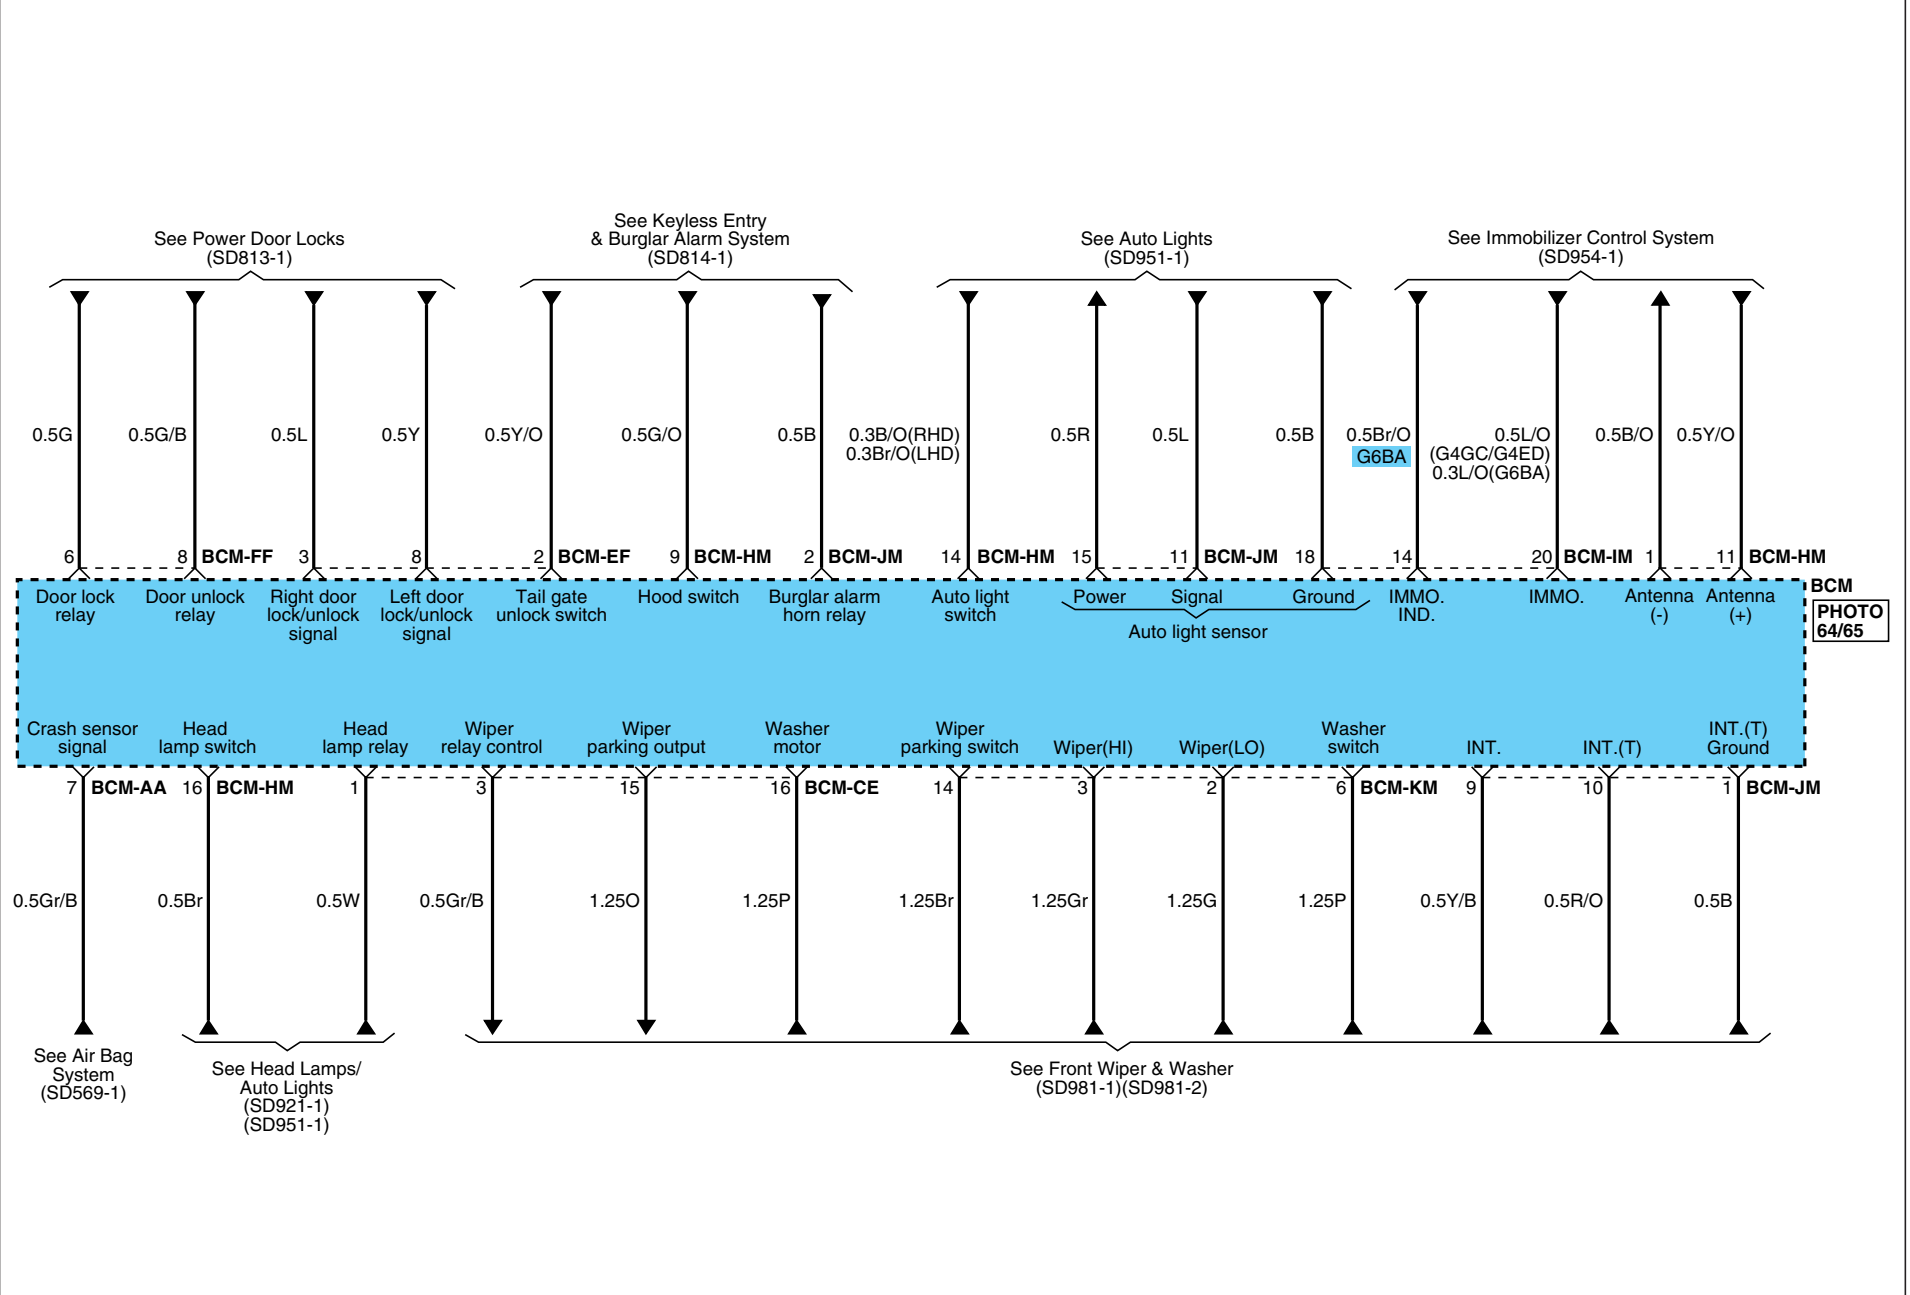 See Power Door Locks
(SD813-1)
See Keyless Entry
& Burglar Alarm System
(SD814-1)
See Auto Lights
(SD951-1)
See Immobilizer Control System
(SD954-1)
0.5G
0.5G/B
0.5L
0.5Y
0.5Y/O
0.5G/O
0.5B
0.3B/O(RHD)
0.3Br/O(LHD)
0.5R
0.5L
0.5B
0.5Br/O
G6BA
0.5L/O
(G4GC/G4ED)
0.3L/O(G6BA)
0.5B/O
0.5Y/O
6
8 BCM-FF
3
8
2 BCM-EF
9 BCM-HM
2 BCM-JM
14 BCM-HM
15
11 BCM-JM
18
14
20 BCM-IM
1
11 BCM-HM
BCM
PHOTO
64/65
Door lock
relay
Door unlock
relay
Right door
lock/unlock
signal
Left door
lock/unlock
signal
Tail gate
unlock switch
Hood switch
Burglar alarm
horn relay
Auto light
switch
Power
Signal
Ground
Auto light sensor
IMMO.
IND.
IMMO.
Antenna
(-)
Antenna
(+)
Crash sensor
signal
Head
lamp switch
Head
lamp relay
Wiper
relay control
Wiper
parking output
Washer
motor
Wiper
parking switch
Wiper(HI)
Wiper(LO)
Washer
switch
INT.
INT.(T)
INT.(T)
Ground
7 BCM-AA
16 BCM-HM
1
3
15
16 BCM-CE
14
3
2
6 BCM-KM
9
10
1 BCM-JM
0.5Gr/B
0.5Br
0.5W
0.5Gr/B
1.25O
1.25P
1.25Br
1.25Gr
1.25G
1.25P
0.5Y/B
0.5R/O
0.5B
See Air Bag
System
(SD569-1)
See Head Lamps/
Auto Lights
(SD921-1)
(SD951-1)
See Front Wiper & Washer
(SD981-1)(SD981-2)